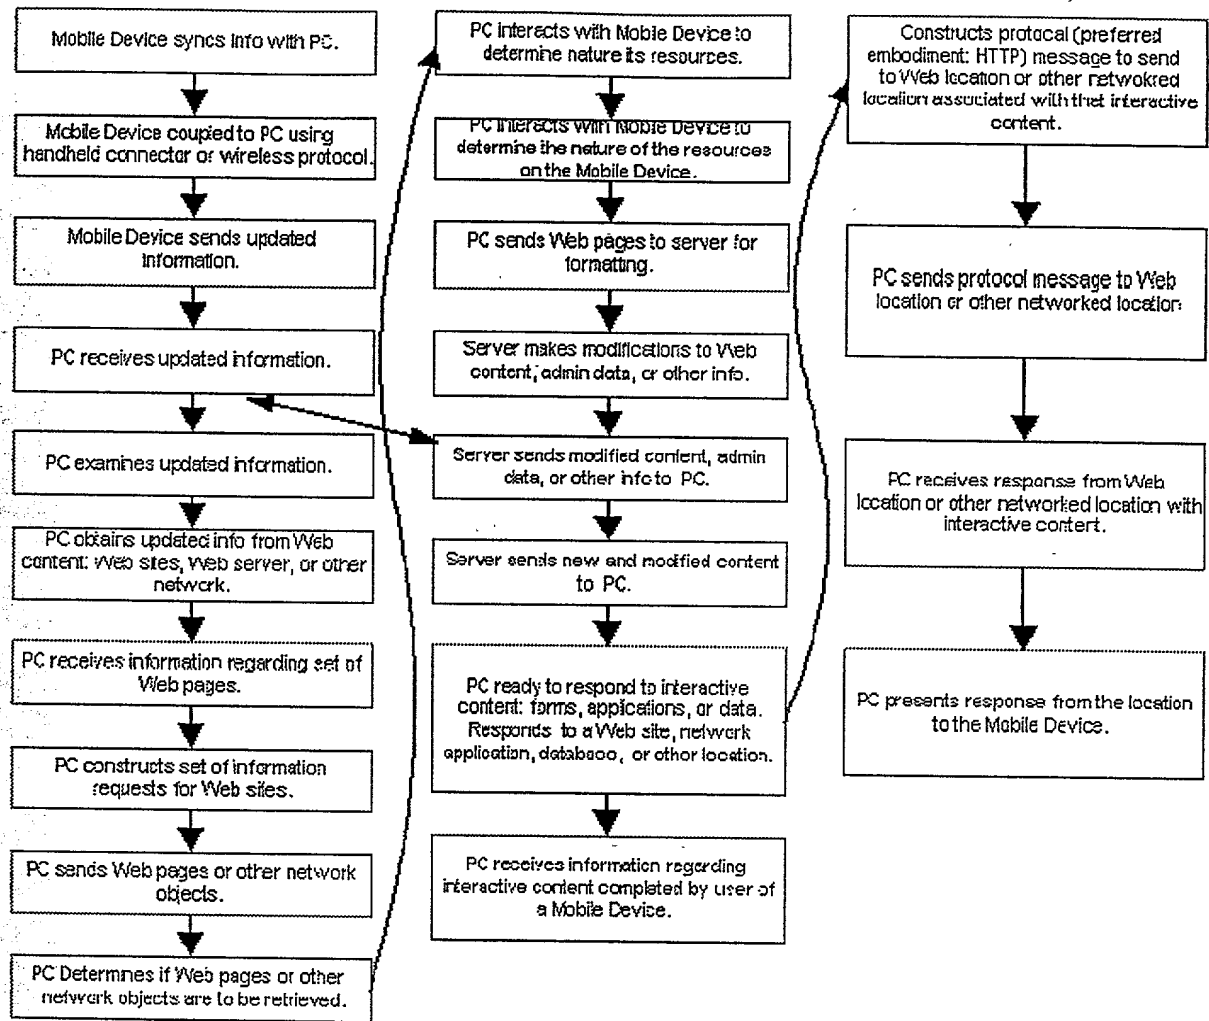 Mobile Device syncs info with PC.
Mobile Device coupled to PC using
handheld connector or wireless protocol.
Mobile Device sends updated
information.
PC receives updated information.
PC examines updated information.
PC obtains updated info from Web
content: Web sites, Web server, or other
network.
PC receives information regarding set of
Web pages.
PC constructs set of information
requests for Web sites.
PC sends Web pages or other network
objects.
PC Determines if Web pages or other
network objects are to be retrieved.
PC interacts with Mobile Device to
determine nature its resources.
PC interacts with Mobile Device to
determine the nature of the resources
on the Mobile Device.
PC sends Web pages to server for
formatting.
Server makes modifications to Web
content, admin data, or other info.
Server sends modified content, admin
data, or other info to PC.
Server sends new and modified content
to PC.
PC ready to respond to interactive
content: forms, applications, or data.
Responds to a Web site, network
application, database, or other location.
PC receives information regarding
interactive content completed by user of
a Mobile Device.
Constructs protocal (preferred
embodiment: HTTP) message to send
to Web location or other netwokred
location associated with thet interactive
content.
PC sends protocol message to Web
location or other networked location
PC receives response from Web
location or other networked location with
interactive content.
PC presents response from the location
to the Mobile Device.